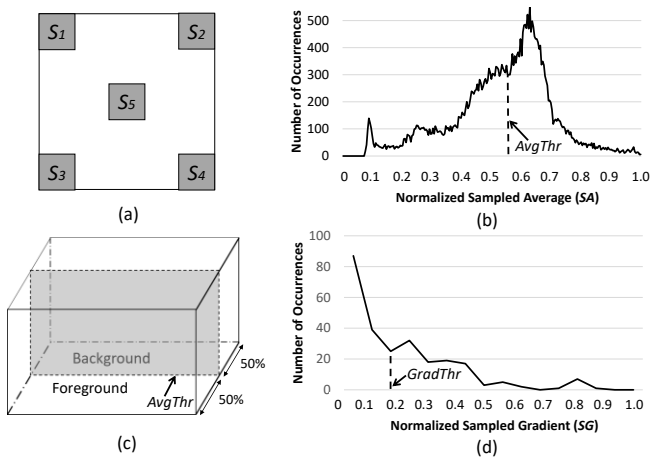 S1
S2
S5
S3
S4
(a)
Number of Occurrences
500
400
300
200
100
0
AvgThr
0 0.1 0.2 0.3 0.4 0.5 0.6 0.7 0.8 0.9 1.0
Normalized Sampled Average (SA)
(b)
Background
Foreground
AvgThr
50%
50%
(c)
Number of Occurrences
100
80
60
40
20
0
GradThr
0 0.1 0.2 0.3 0.4 0.5 0.6 0.7 0.8 0.9 1.0
Normalized Sampled Gradient (SG)
(d)